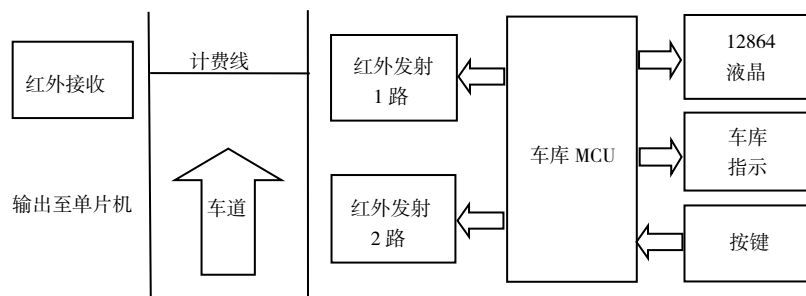 红外接收
输出至单片机
计费线
车道
红外发射
1 路
红外发射
2 路
车库 MCU
12864
液晶
车库
指示
按键